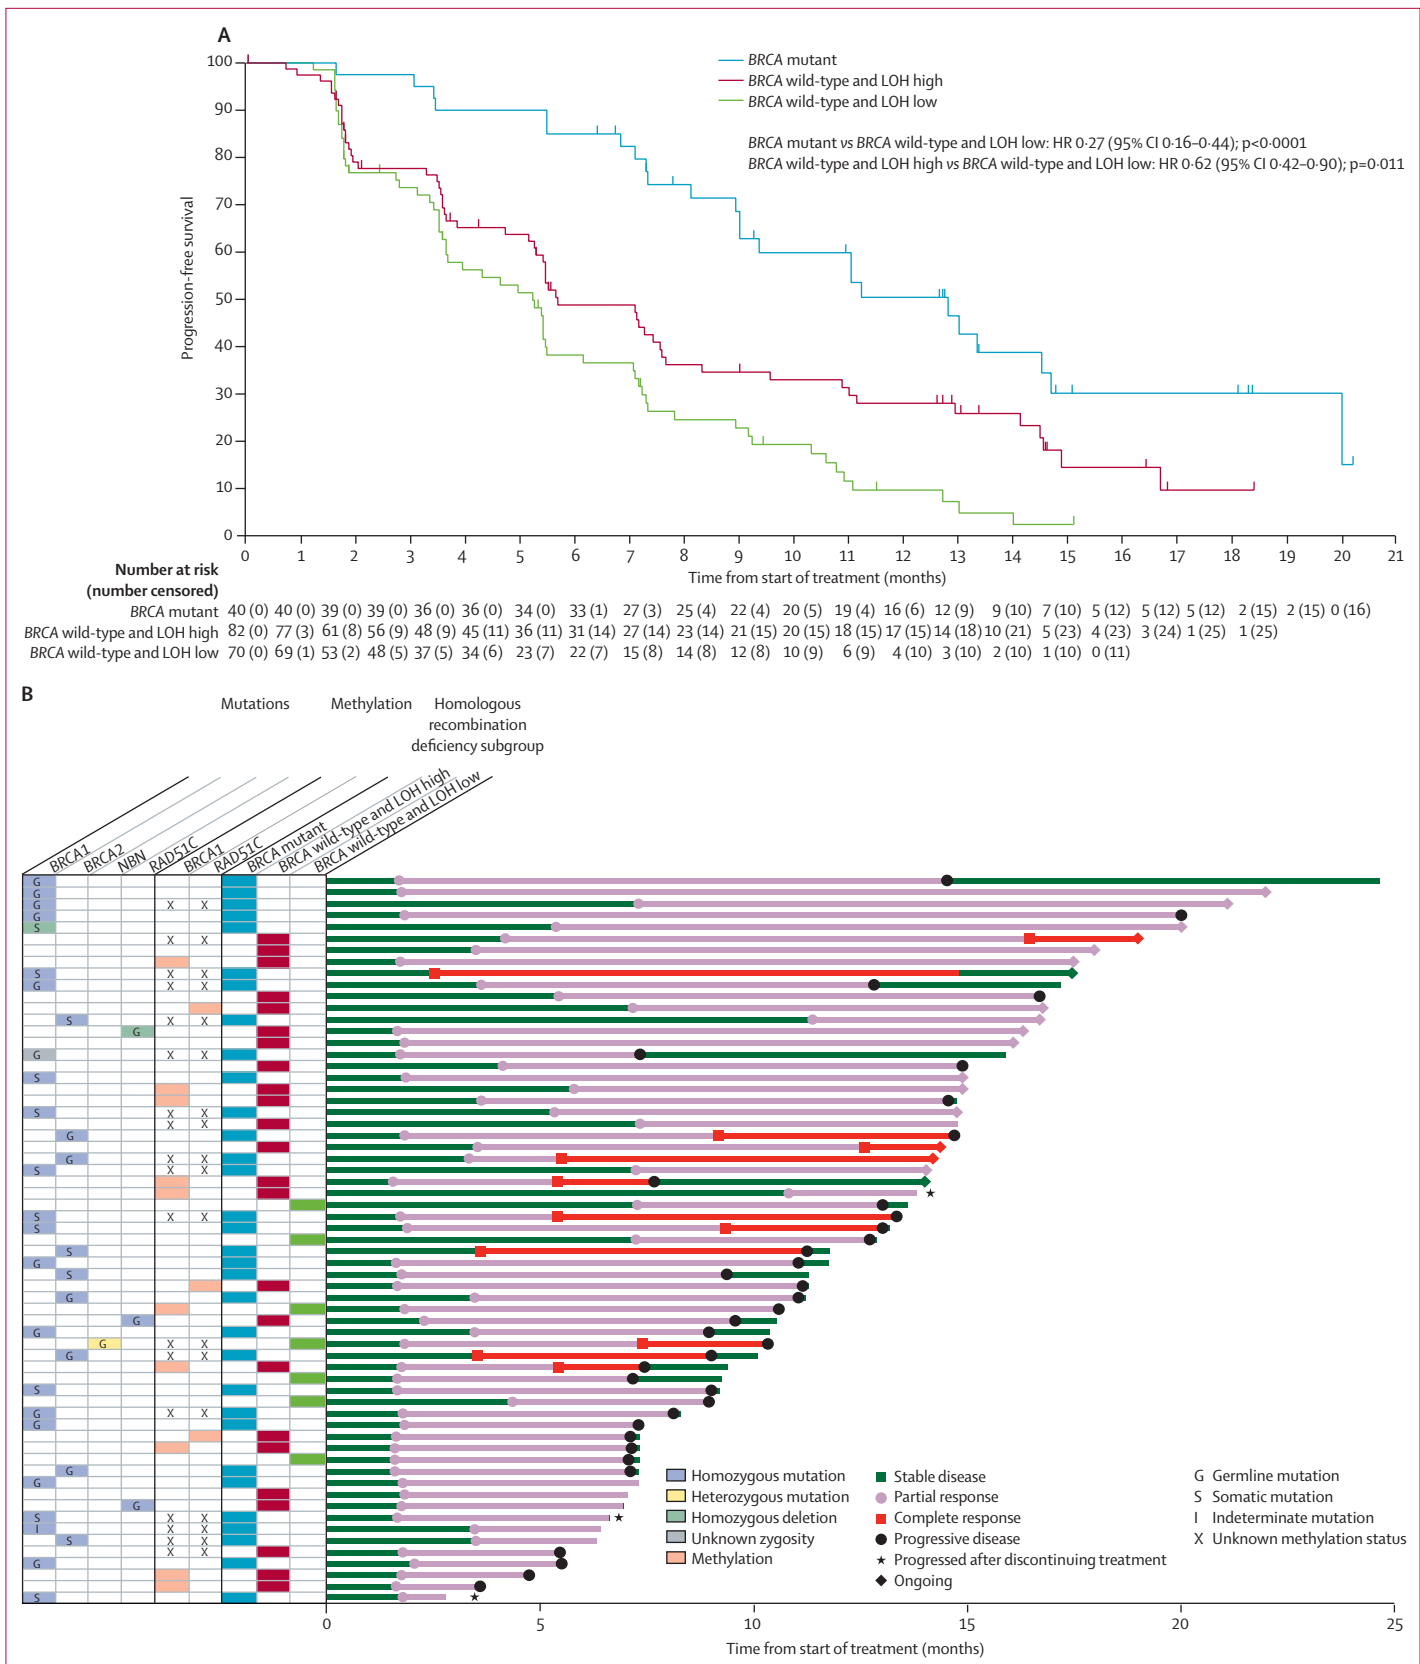 A
BRCA mutant
BRCA wild-type and LOH high
BRCA wild-type and LOH low
BRCA mutant vs BRCA wild-type and LOH low: HR 0·27 (95% CI 0·16–0·44); p<0·0001
BRCA wild-type and LOH high vs BRCA wild-type and LOH low: HR 0·62 (95% CI 0·42–0·90); p=0·011
Progression-free survival
100
90
80
70
60
50
40
30
20
10
0
0 1 2 3 4 5 6 7 8 9 10 11 12 13 14 15 16 17 18 19 20 21
Time from start of treatment (months)
Number at risk
(number censored)
BRCA mutant 40 (0) 40 (0) 39 (0) 39 (0) 36 (0) 36 (0) 34 (0) 33 (1) 27 (3) 25 (4) 22 (4) 20 (5) 19 (4) 16 (6) 12 (9) 9 (10) 7 (10) 5 (12) 5 (12) 5 (12) 2 (15) 2 (15) 0 (16)
BRCA wild-type and LOH high 82 (0) 77 (3) 61 (8) 56 (9) 48 (9) 45 (11) 36 (11) 31 (14) 27 (14) 23 (14) 21 (15) 20 (15) 18 (15) 17 (15) 14 (18) 10 (21) 5 (23) 4 (23) 3 (24) 1 (25) 1 (25)
BRCA wild-type and LOH low 70 (0) 69 (1) 53 (2) 48 (5) 37 (5) 34 (6) 23 (7) 22 (7) 15 (8) 14 (8) 12 (8) 10 (9) 6 (9) 4 (10) 3 (10) 2 (10) 1 (10) 0 (11)
B
Mutations Methylation Homologous
recombination
deficiency subgroup
BRCA1
BRCA2
NBN
RAD51C
BRCA1
RAD51C
BRCA mutant
BRCA wild-type and LOH high
BRCA wild-type and LOH low
G
G
G X X
G
S
X X
S X X
G X X
S X X
G
G X X
S
S X X
X X
G
G X X
S X X
S X X
S
S
G
S
G
G
G
G X X
G X X
S
G X X
G
G
G
G
S X X
I X X
S X X
X X
G
S
Homozygous mutation
Heterozygous mutation
Homozygous deletion
Unknown zygosity
Methylation
Stable disease
Partial response
Complete response
Progressive disease
Progressed after discontinuing treatment
Ongoing
G Germline mutation
S Somatic mutation
I Indeterminate mutation
X Unknown methylation status
0 5 10 15 20 25
Time from start of treatment (months)